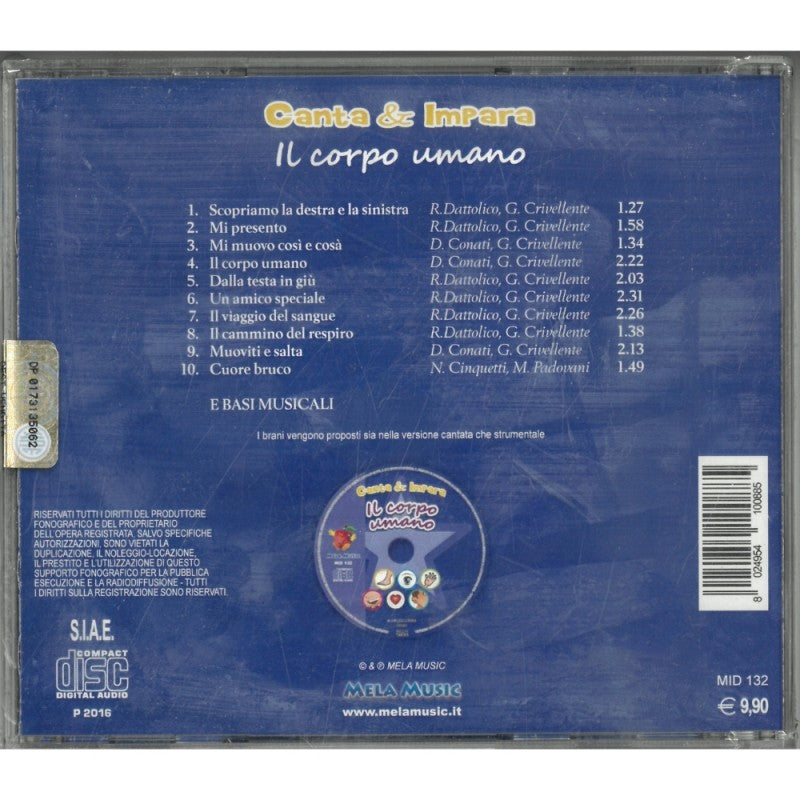 Canta & Impara
Il corpo umano
1. Scopriamo la destra e la sinistra R.Dattolico, G. Crivellente 1.27
2. Mi presento R.Dattolico, G. Crivellente 1.58
3. Mi muovo così e cosà D. Conati, G. Crivellente 1.34
4. Il corpo umano D. Conati, G. Crivellente 2.22
5. Dalla testa in giù R.Dattolico, G. Crivellente 2.03
6. Un amico speciale R.Dattolico, G. Crivellente 2.31
7. Il viaggio del sangue R.Dattolico, G. Crivellente 2.26
8. Il cammino del respiro R.Dattolico, G. Crivellente 1.38
9. Muoviti e salta D. Conati, G. Crivellente 2.13
10. Cuore bruco N. Cinquetti, M. Padovani 1.49
E BASI MUSICALI
I brani vengono proposti sia nella versione cantata che strumentale
DP 0173135062
RISERVATI TUTTI I DIRITTI DEL PRODUTTORE
FONOGRAFICO E DEL PROPRIETARIO
DELL'OPERA REGISTRATA. SALVO SPECIFICHE
AUTORIZZAZIONI, SONO VIETATI LA
DUPLICAZIONE, IL NOLEGGIO-LOCAZIONE,
IL PRESTITO E L'UTILIZZAZIONE DI QUESTO
SUPPORTO FONOGRAFICO PER LA PUBBLICA
ESECUZIONE E LA RADIODIFFUSIONE - TUTTI
I DIRITTI SULLA REGISTRAZIONE SONO RISERVATI.
S.I.A.E.
COMPACT
disc
DIGITAL AUDIO
P 2016
Canta & Impara
Il corpo
umano
MELA MUSIC
MID 132
© & ℗ MELA MUSIC
MELA MUSIC
www.melamusic.it
8 024954 100885
MID 132
€ 9,90